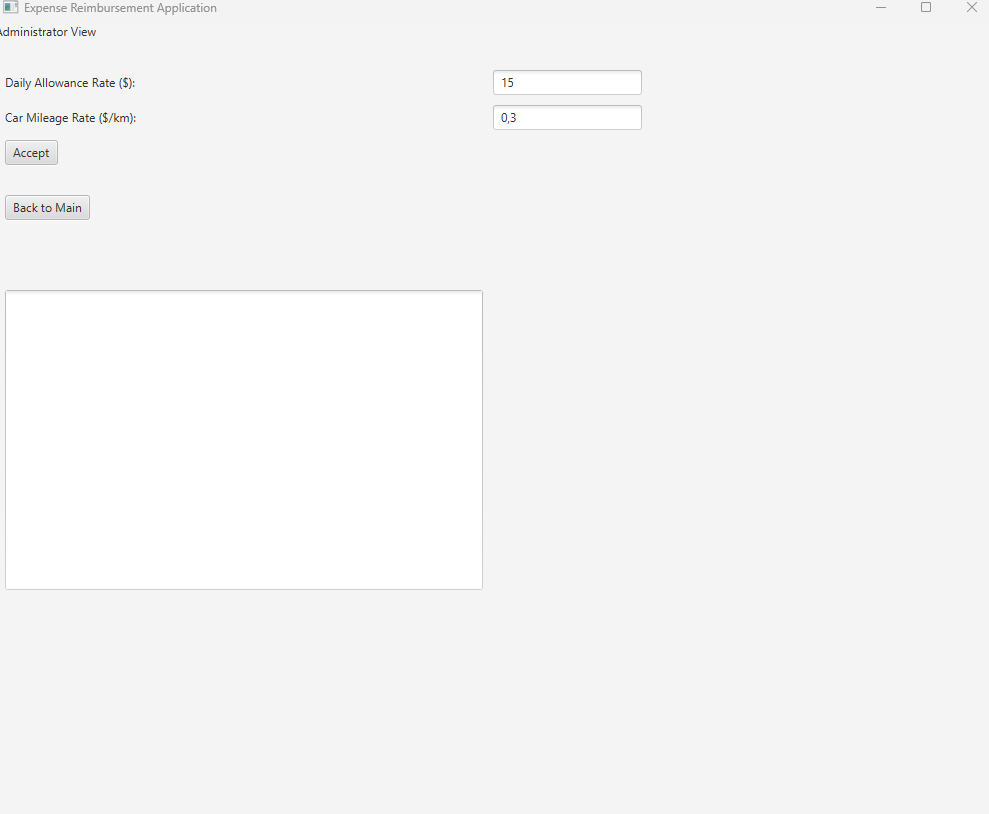 Expense Reimbursement Application
Administrator View
Daily Allowance Rate ($): 15
Car Mileage Rate ($/km): 0,3
Accept
Back to Main